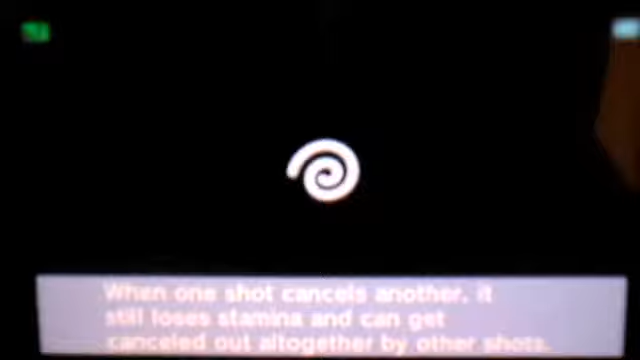 When one shot cancels another, it
still loses stamina and can get
canceled out altogether by other shots.